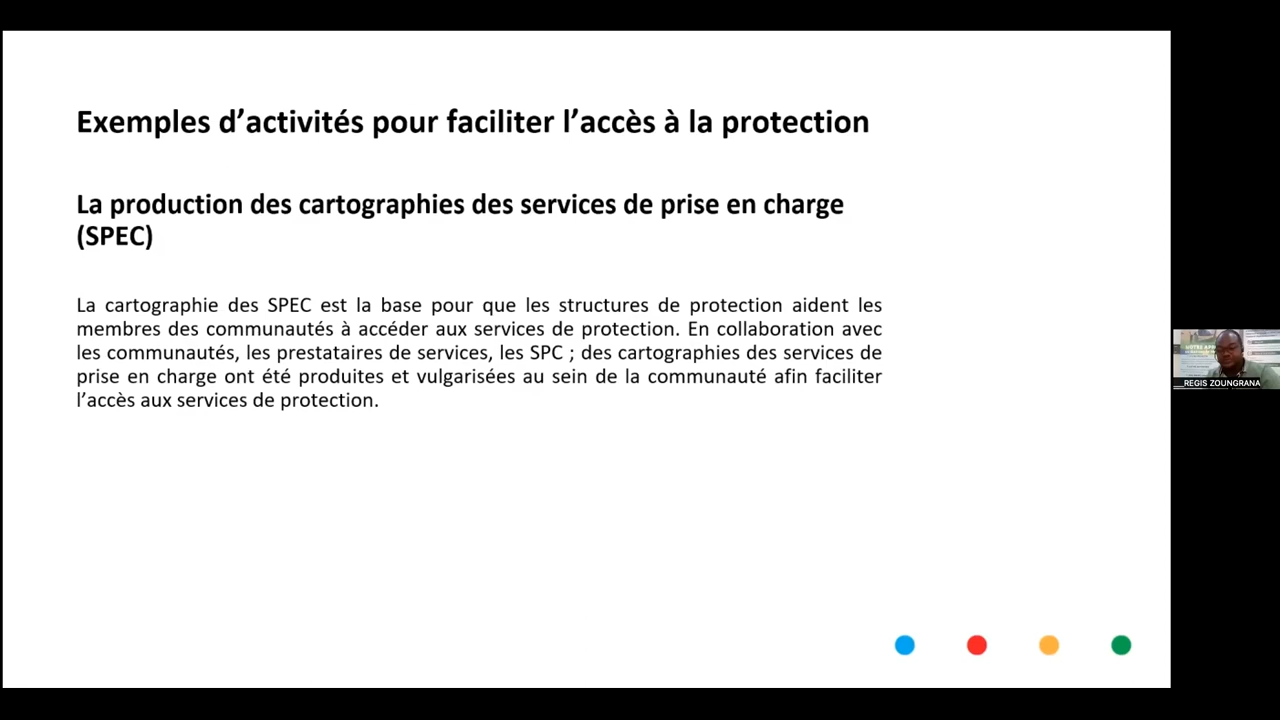 Exemples d’activités pour faciliter l’accès à la protection
La production des cartographies des services de prise en charge
(SPEC)
La cartographie des SPEC est la base pour que les structures de protection aident les
membres des communautés à accéder aux services de protection. En collaboration avec
les communautés, les prestataires de services, les SPC ; des cartographies des services de
prise en charge ont été produites et vulgarisées au sein de la communauté afin faciliter
l’accès aux services de protection.
__REGIS ZOUNGRANA